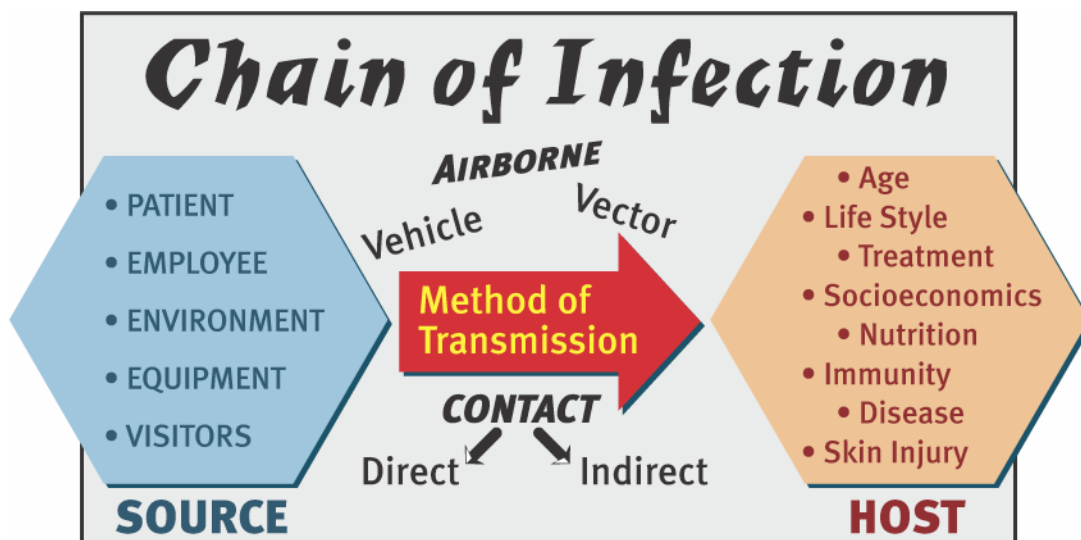 Chain of Infection
AIRBORNE
Vehicle
Vector
• PATIENT
• EMPLOYEE
• ENVIRONMENT
• EQUIPMENT
• VISITORS
SOURCE
Method of
Transmission
CONTACT
Direct
Indirect
• Age
• Life Style
• Treatment
• Socioeconomics
• Nutrition
• Immunity
• Disease
• Skin Injury
HOST